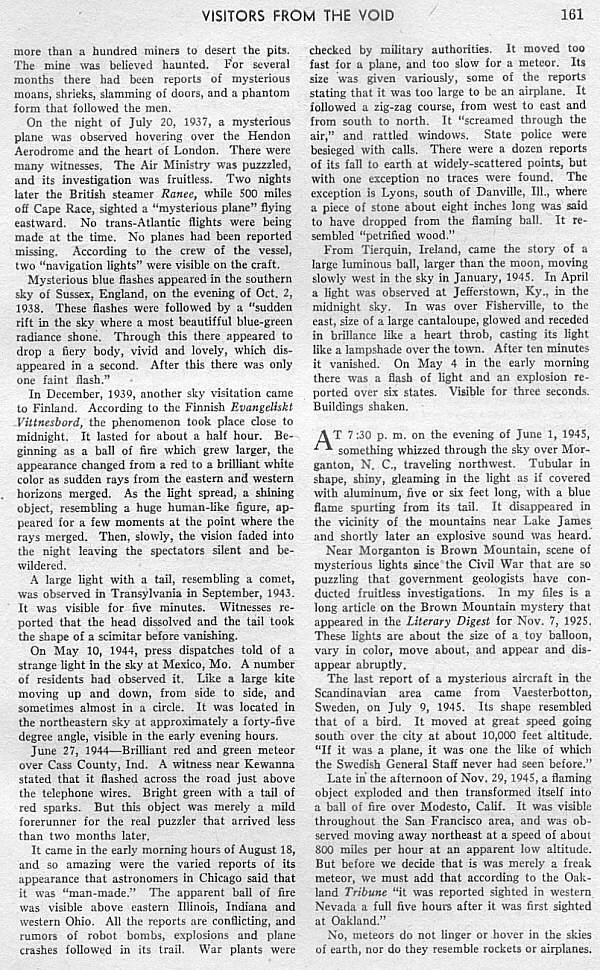 VISITORS FROM THE VOID 161
more than a hundred miners to desert the pits.
The mine was believed haunted. For several
months there had been reports of mysterious
moans, shrieks, slamming of doors, and a phantom
form that followed the men.
On the night of July 20, 1937, a mysterious
plane was observed hovering over the Hendon
Aerodrome and the heart of London. There were
many witnesses. The Air Ministry was puzzzled,
and its investigation was fruitless. Two nights
later the British steamer Ranee, while 500 miles
off Cape Race, sighted a "mysterious plane" flying
eastward. No trans-Atlantic flights were being
made at the time. No planes had been reported
missing. According to the crew of the vessel,
two "navigation lights" were visible on the craft.
Mysterious blue flashes appeared in the southern
sky of Sussex, England, on the evening of Oct. 2,
1938. These flashes were followed by a "sudden
rift in the sky where a most beautifful blue-green
radiance shone. Through this there appeared to
drop a fiery body, vivid and lovely, which dis-
appeared in a second. After this there was only
one faint flash."
In December, 1939, another sky visitation came
to Finland. According to the Finnish Evangeliskt
Vittnesbord, the phenomenon took place close to
midnight. It lasted for about a half hour. Be-
ginning as a ball of fire which grew larger, the
appearance changed from a red to a brilliant white
color as sudden rays from the eastern and western
horizons merged. As the light spread, a shining
object, resembling a huge human-like figure, ap-
peared for a few moments at the point where the
rays merged. Then, slowly, the vision faded into
the night leaving the spectators silent and be-
wildered.
A large light with a tail, resembling a comet,
was observed in Transylvania in September, 1943.
It was visible for five minutes. Witnesses re-
ported that the head dissolved and the tail took
the shape of a scimitar before vanishing.
On May 10, 1944, press dispatches told of a
strange light in the sky at Mexico, Mo. A number
of residents had observed it. Like a large kite
moving up and down, from side to side, and
sometimes almost in a circle. It was located in
the northeastern sky at approximately a forty-five
degree angle, visible in the early evening hours.
June 27, 1944—Brilliant red and green meteor
over Cass County, Ind. A witness near Kewanna
stated that it flashed across the road just above
the telephone wires. Bright green with a tail of
red sparks. But this object was merely a mild
forerunner for the real puzzler that arrived less
than two months later.
It came in the early morning hours of August 18,
and so amazing were the varied reports of its
appearance that astronomers in Chicago said that
it was "man-made." The apparent ball of fire
was visible above eastern Illinois, Indiana and
western Ohio. All the reports are conflicting, and
rumors of robot bombs, explosions and plane
crashes followed in its trail. War plants were
checked by military authorities. It moved too
fast for a plane, and too slow for a meteor. Its
size was given variously, some of the reports
stating that it was too large to be an airplane. It
followed a zig-zag course, from west to east and
from south to north. It "screamed through the
air," and rattled windows. State police were
besieged with calls. There were a dozen reports
of its fall to earth at widely-scattered points, but
with one exception no traces were found. The
exception is Lyons, south of Danville, Ill., where
a piece of stone about eight inches long was said
to have dropped from the flaming ball. It re-
sembled "petrified wood."
From Tierquin, Ireland, came the story of a
large luminous ball, larger than the moon, moving
slowly west in the sky in January, 1945. In April
a light was observed at Jefferstown, Ky., in the
midnight sky. In was over Fisherville, to the
east, size of a large cantaloupe, glowed and receded
in brillance like a heart throb, casting its light
like a lampshade over the town. After ten minutes
it vanished. On May 4 in the early morning
there was a flash of light and an explosion re-
ported over six states. Visible for three seconds.
Buildings shaken.
AT 7:30 p. m. on the evening of June 1, 1945,
something whizzed through the sky over Mor-
ganton, N. C., traveling northwest. Tubular in
shape, shiny, gleaming in the light as if covered
with aluminum, five or six feet long, with a blue
flame spurting from its tail. It disappeared in
the vicinity of the mountains near Lake James
and shortly later an explosive sound was heard.
Near Morganton is Brown Mountain, scene of
mysterious lights since the Civil War that are so
puzzling that government geologists have con-
ducted fruitless investigations. In my files is a
long article on the Brown Mountain mystery that
appeared in the Literary Digest for Nov. 7, 1925.
These lights are about the size of a toy balloon,
vary in color, move about, and appear and dis-
appear abruptly.
The last report of a mysterious aircraft in the
Scandinavian area came from Vaesterbotton,
Sweden, on July 9, 1945. Its shape resembled
that of a bird. It moved at great speed going
south over the city at about 10,000 feet altitude.
"If it was a plane, it was one the like of which
the Swedish General Staff never had seen before."
Late in the afternoon of Nov. 29, 1945, a flaming
object exploded and then transformed itself into
a ball of fire over Modesto, Calif. It was visible
throughout the San Francisco area, and was ob-
served moving away northeast at a speed of about
800 miles per hour at an apparent low altitude.
But before we decide that is was merely a freak
meteor, we must add that according to the Oak-
land Tribune "it was reported sighted in western
Nevada a full five hours after it was first sighted
at Oakland."
No, meteors do not linger or hover in the skies
of earth, nor do they resemble rockets or airplanes.